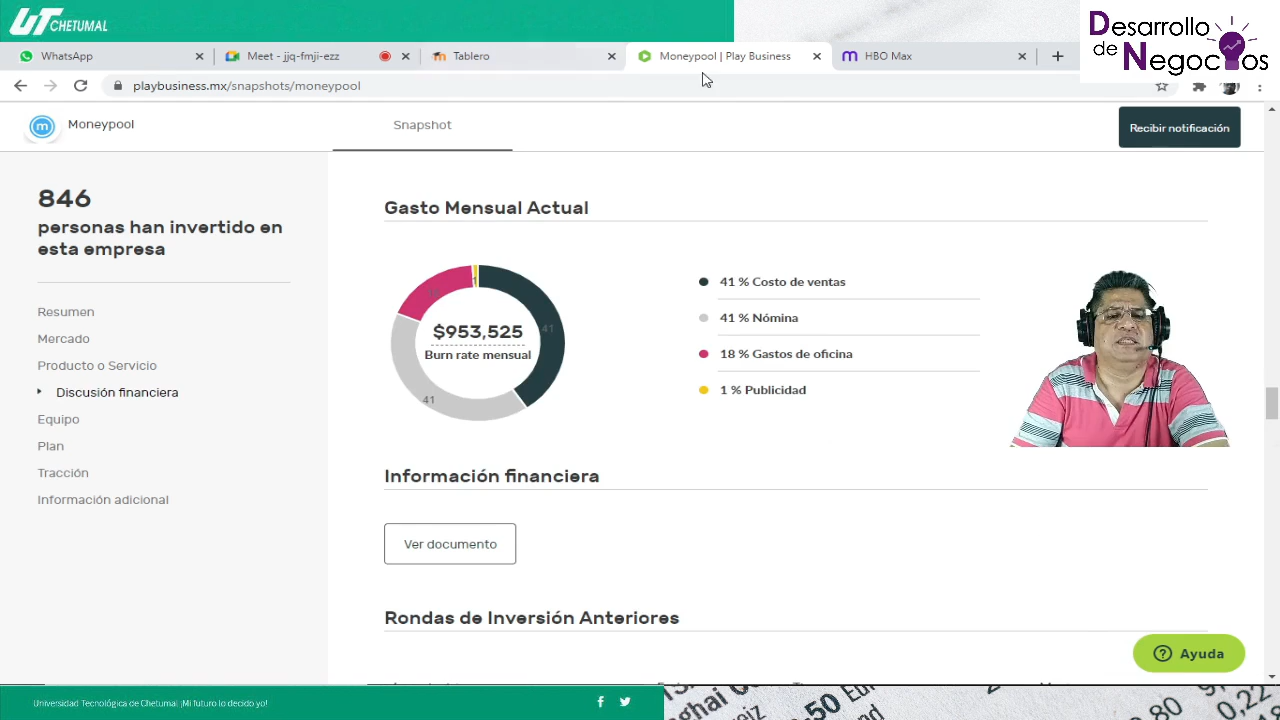 UT CHETUMAL
Desarrollo
de Negocios
WhatsApp
Meet - jjq-fmji-ezz
Tablero
Moneypool | Play Business
HBO Max
playbusiness.mx/snapshots/moneypool
Moneypool
Snapshot
Recibir notificación
846
personas han invertido en
esta empresa
Resumen
Mercado
Producto o Servicio
Discusión financiera
Equipo
Plan
Tracción
Información adicional
Gasto Mensual Actual
$953,525
Burn rate mensual
41
41
41 % Costo de ventas
41 % Nómina
18 % Gastos de oficina
1 % Publicidad
Información financiera
Ver documento
Rondas de Inversión Anteriores
Ayuda
Universidad Tecnológica de Chetumal ¡Mi futuro lo decido yo!